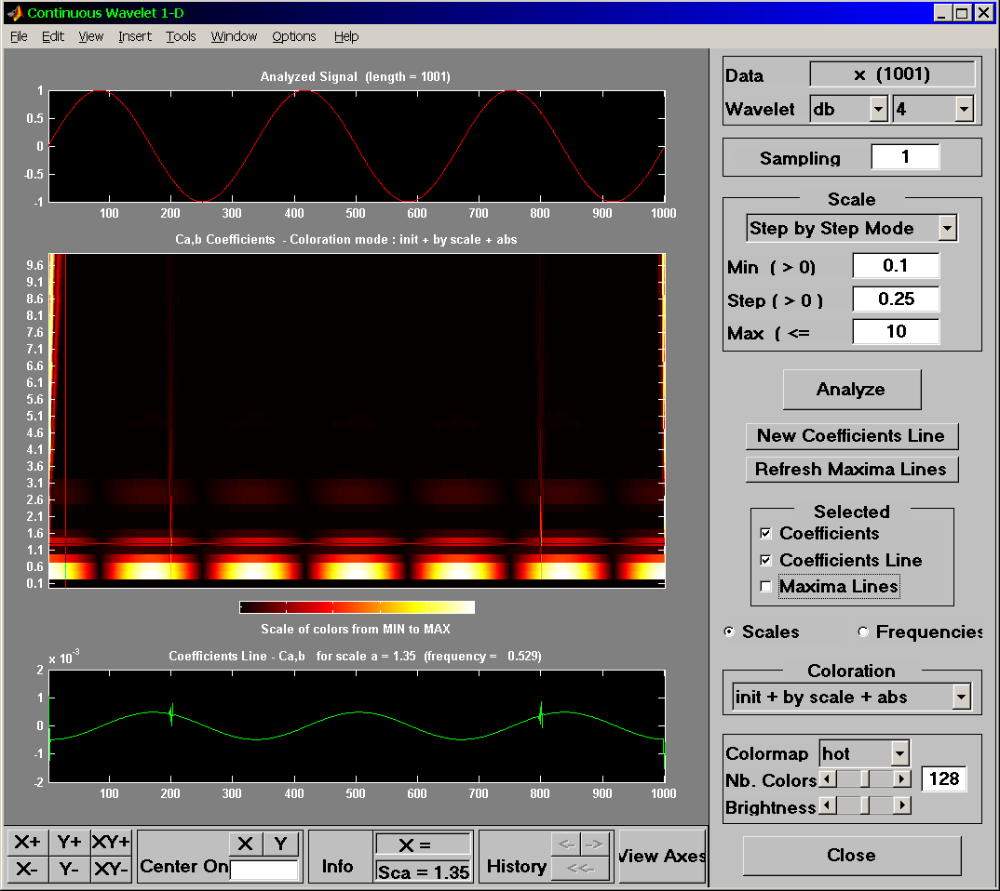 Continuous Wavelet 1-D
File Edit View Insert Tools Window Options Help
Analyzed Signal (length = 1001)
1
0.5
0
-0.5
-1
100 200 300 400 500 600 700 800 900 1000
Ca,b Coefficients - Coloration mode : init + by scale + abs
9.6
9.1
8.6
8.1
7.6
7.1
6.6
6.1
5.6
5.1
4.6
4.1
3.6
3.1
2.6
2.1
1.6
1.1
0.6
0.1
Scale of colors from MIN to MAX
Coefficients Line - Ca,b for scale a = 1.35 (frequency = 0.529)
x 10-3
2
1
0
-1
-2
100 200 300 400 500 600 700 800 900 1000
Data x (1001)
Wavelet db 4
Sampling 1
Scale
Step by Step Mode
Min ( > 0) 0.1
Step ( > 0 ) 0.25
Max ( <= 10
Analyze
New Coefficients Line
Refresh Maxima Lines
Selected
Coefficients
Coefficients Line
Maxima Lines
Scales Frequencies
Coloration
init + by scale + abs
Colormap hot
Nb. Colors 128
Brightness
Close
X+ Y+ XY+
X- Y- XY-
Center On X Y
Info X =
Sca = 1.35
History <- ->
<<-
View Axes